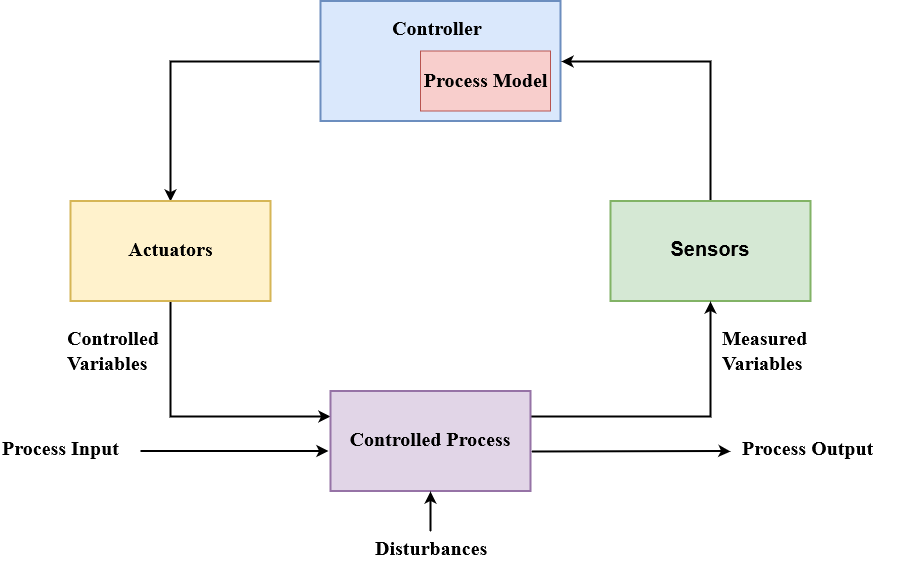 Controller
Process Model
Actuators
Sensors
Controlled
Variables
Measured
Variables
Process Input
Controlled Process
Process Output
Disturbances